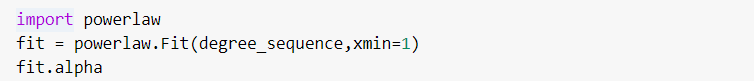 import powerlaw
fit = powerlaw.Fit(degree_sequence,xmin=1)
fit.alpha